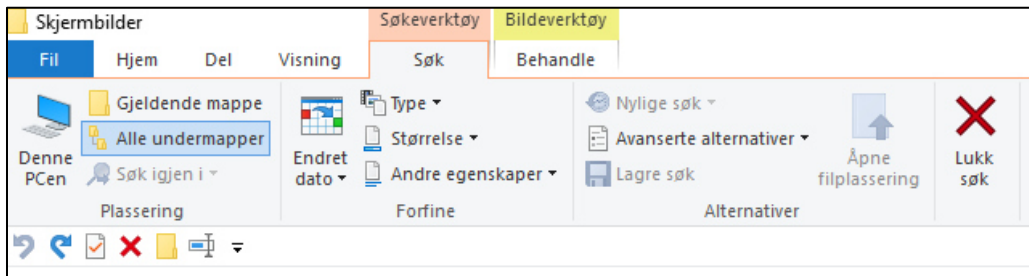 Skjermbilder
Søkeverktøy
Bildeverktøy
Fil
Hjem
Del
Visning
Søk
Behandle
Denne
PCen
Gjeldende mappe
Alle undermapper
Søk igjen i
Plassering
Endret
dato
Type
Størrelse
Andre egenskaper
Forfine
Nylige søk
Avanserte alternativer
Lagre søk
Åpne
filplassering
Alternativer
Lukk
søk